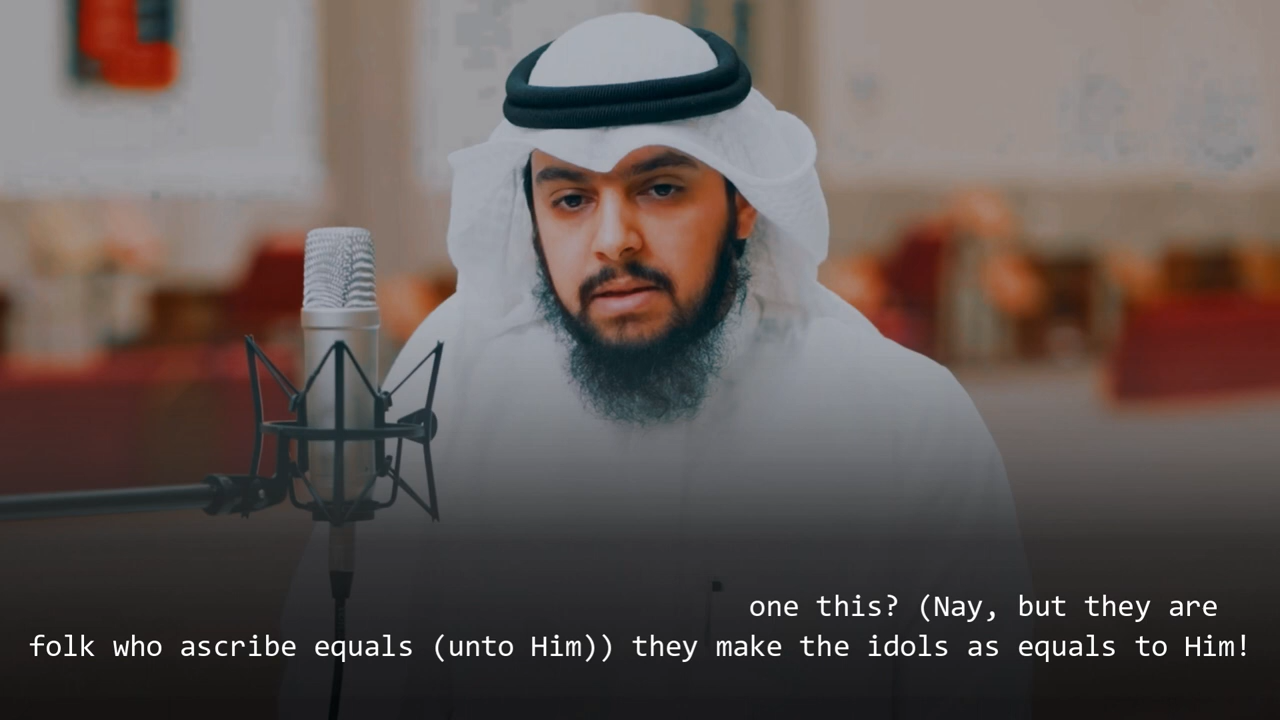 one this? (Nay, but they are
folk who ascribe equals (unto Him)) they make the idols as equals to Him!